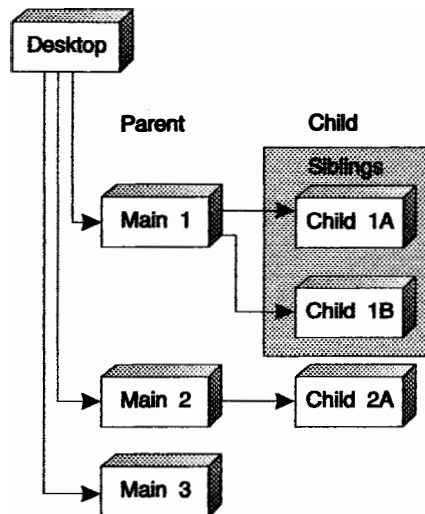 Desktop
Parent
Child
Siblings
Main 1
Child 1A
Child 1B
Main 2
Child 2A
Main 3